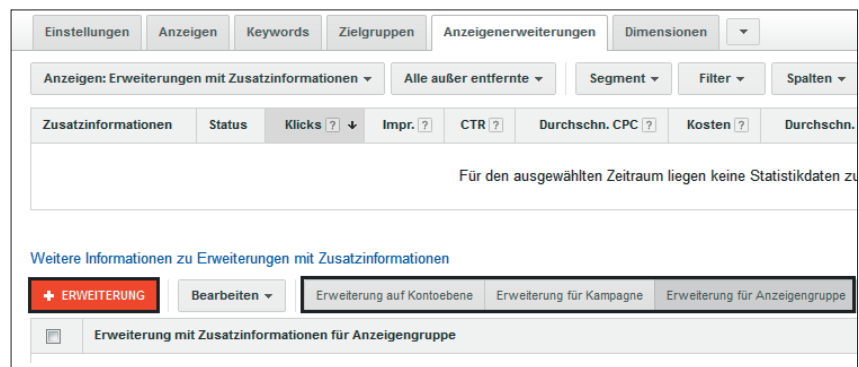 Einstellungen Anzeigen Keywords Zielgruppen Anzeigenerweiterungen Dimensionen
Anzeigen: Erweiterungen mit Zusatzinformationen Alle außer entfernte Segment Filter Spalten
Zusatzinformationen Status Klicks ? Impr. ? CTR ? Durchschn. CPC ? Kosten ? Durchschn.
Für den ausgewählten Zeitraum liegen keine Statistikdaten
Weitere Informationen zu Erweiterungen mit Zusatzinformationen
+ ERWEITERUNG Bearbeiten Erweiterung auf Kontoebene Erweiterung für Kampagne Erweiterung für Anzeigengruppe
Erweiterung mit Zusatzinformationen für Anzeigengruppe